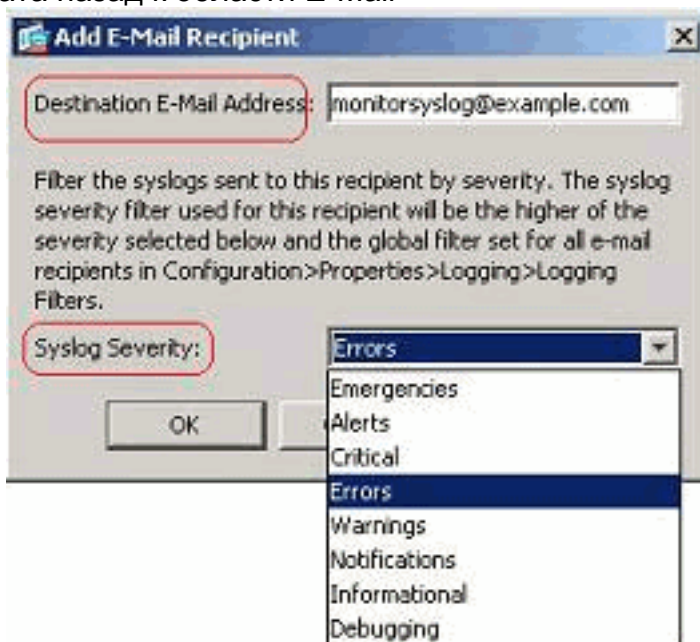 назад к области E-Mail
Add E-Mail Recipient
Destination E-Mail Address: monitorsyslog@example.com
Filter the syslogs sent to this recipient by severity. The syslog
severity filter used for this recipient will be the higher of the
severity selected below and the global filter set for all e-mail
recipients in Configuration>Properties>Logging>Logging
Filters.
Syslog Severity: Errors
Emergencies
OK Alerts
Critical
Errors
Warnings
Notifications
Informational
Debugging